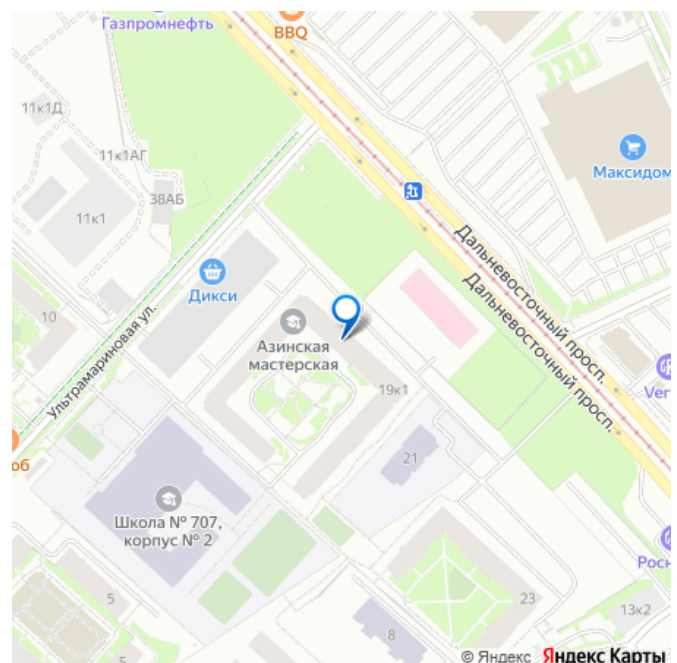 Газпромнефть
BBQ
11к1Д
11к1АГ
38АБ
11к1
Максидом
Дикси
10
Ультрамариновая ул.
Азинская
мастерская
Дальневосточный просп.
Дальневосточный просп.
19к1
21
Школа № 707,
корпус № 2
23
13к2
5
5
8
© Яндекс Яндекс Карты